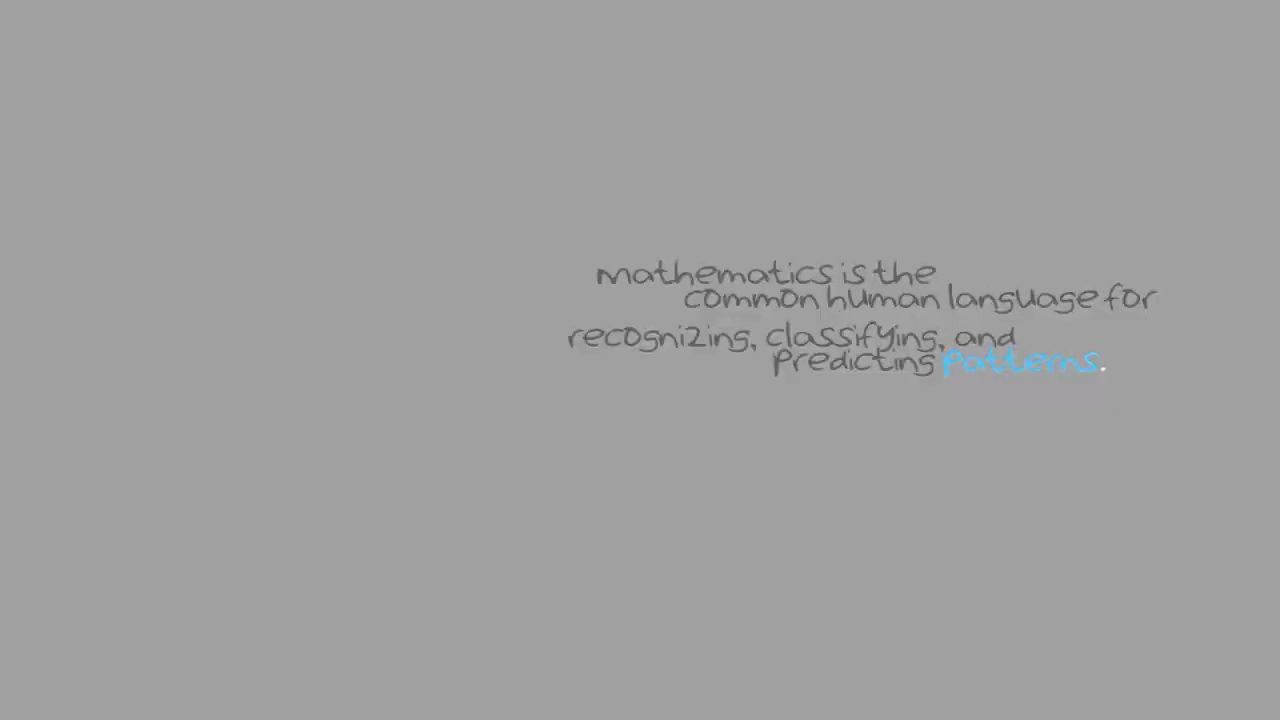 mathematics is the
common human language for
recognizing, classifying, and
predicting patterns.